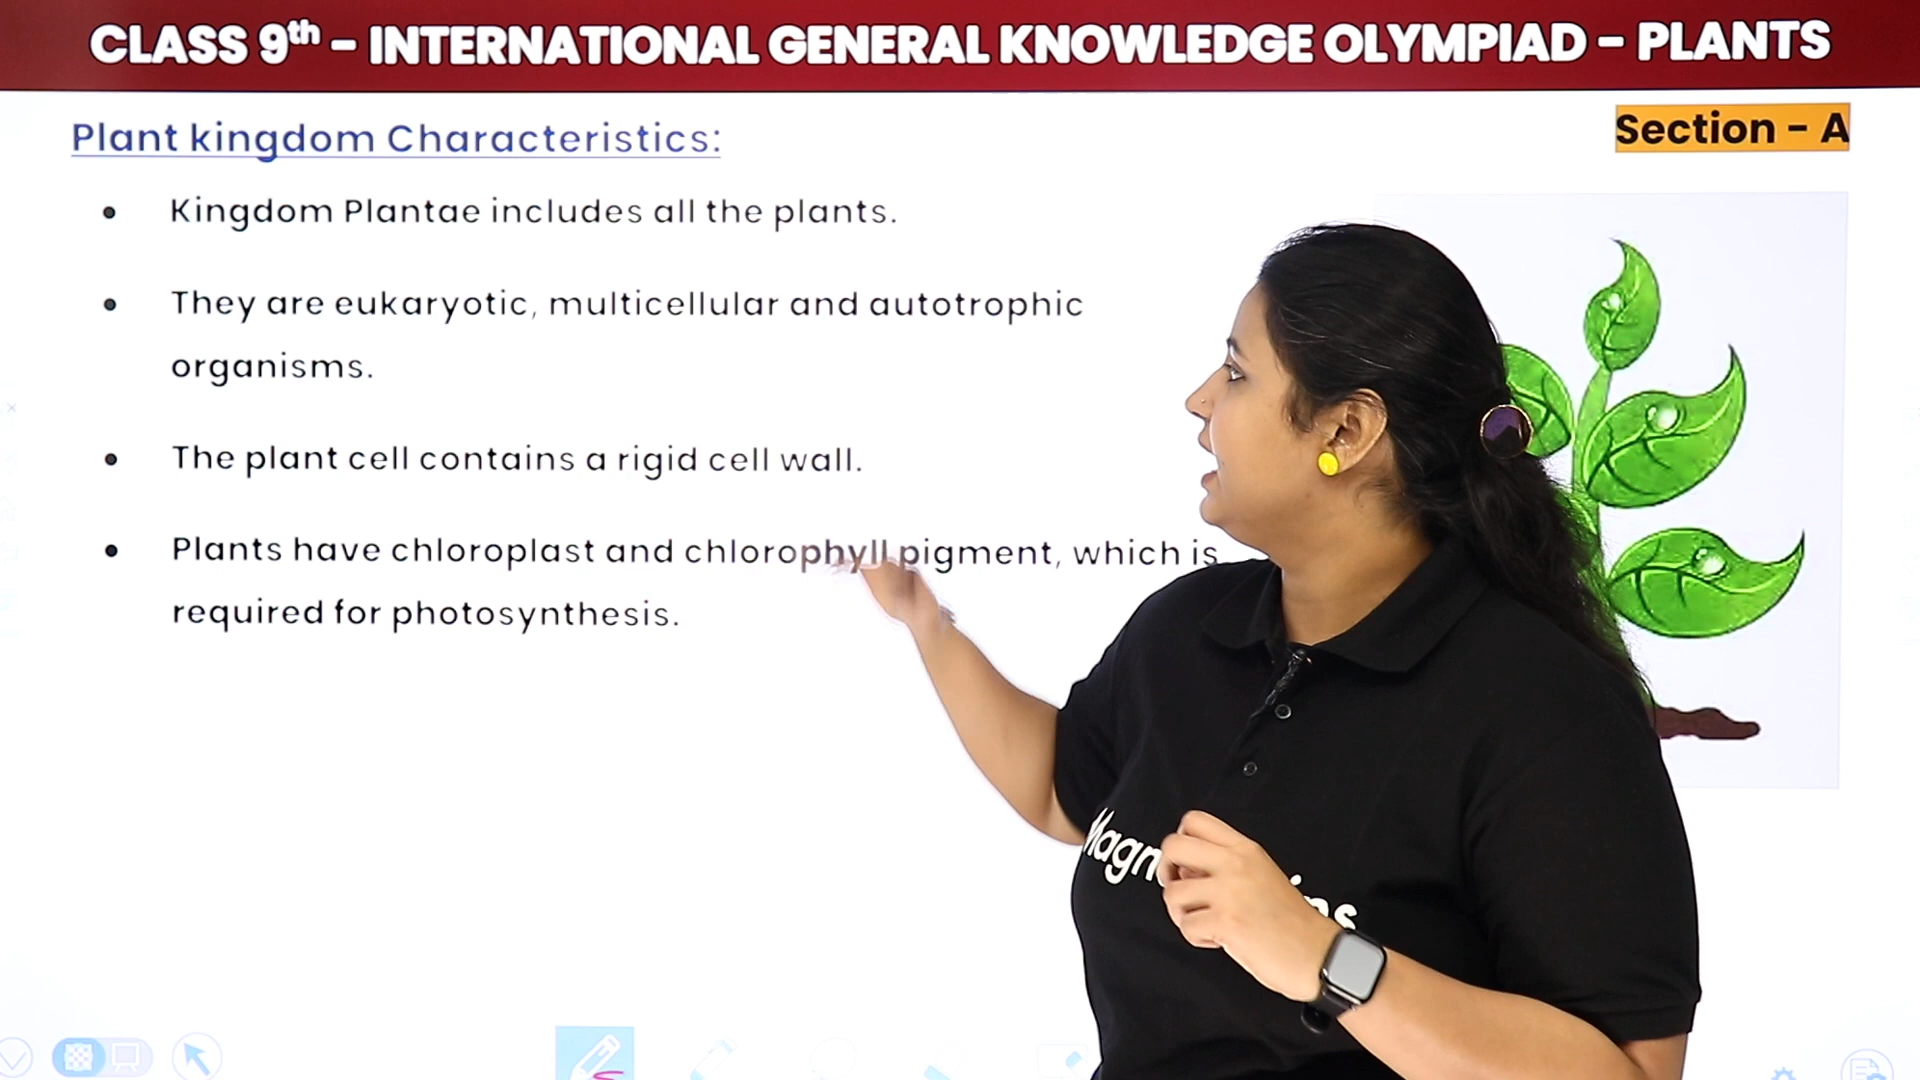 CLASS 9th - INTERNATIONAL GENERAL KNOWLEDGE OLYMPIAD - PLANTS
Plant kingdom Characteristics:
Section - A
• Kingdom Plantae includes all the plants.
• They are eukaryotic, multicellular and autotrophic
organisms.
• The plant cell contains a rigid cell wall.
• Plants have chloroplast and chlorophyll pigment, which is
required for photosynthesis.